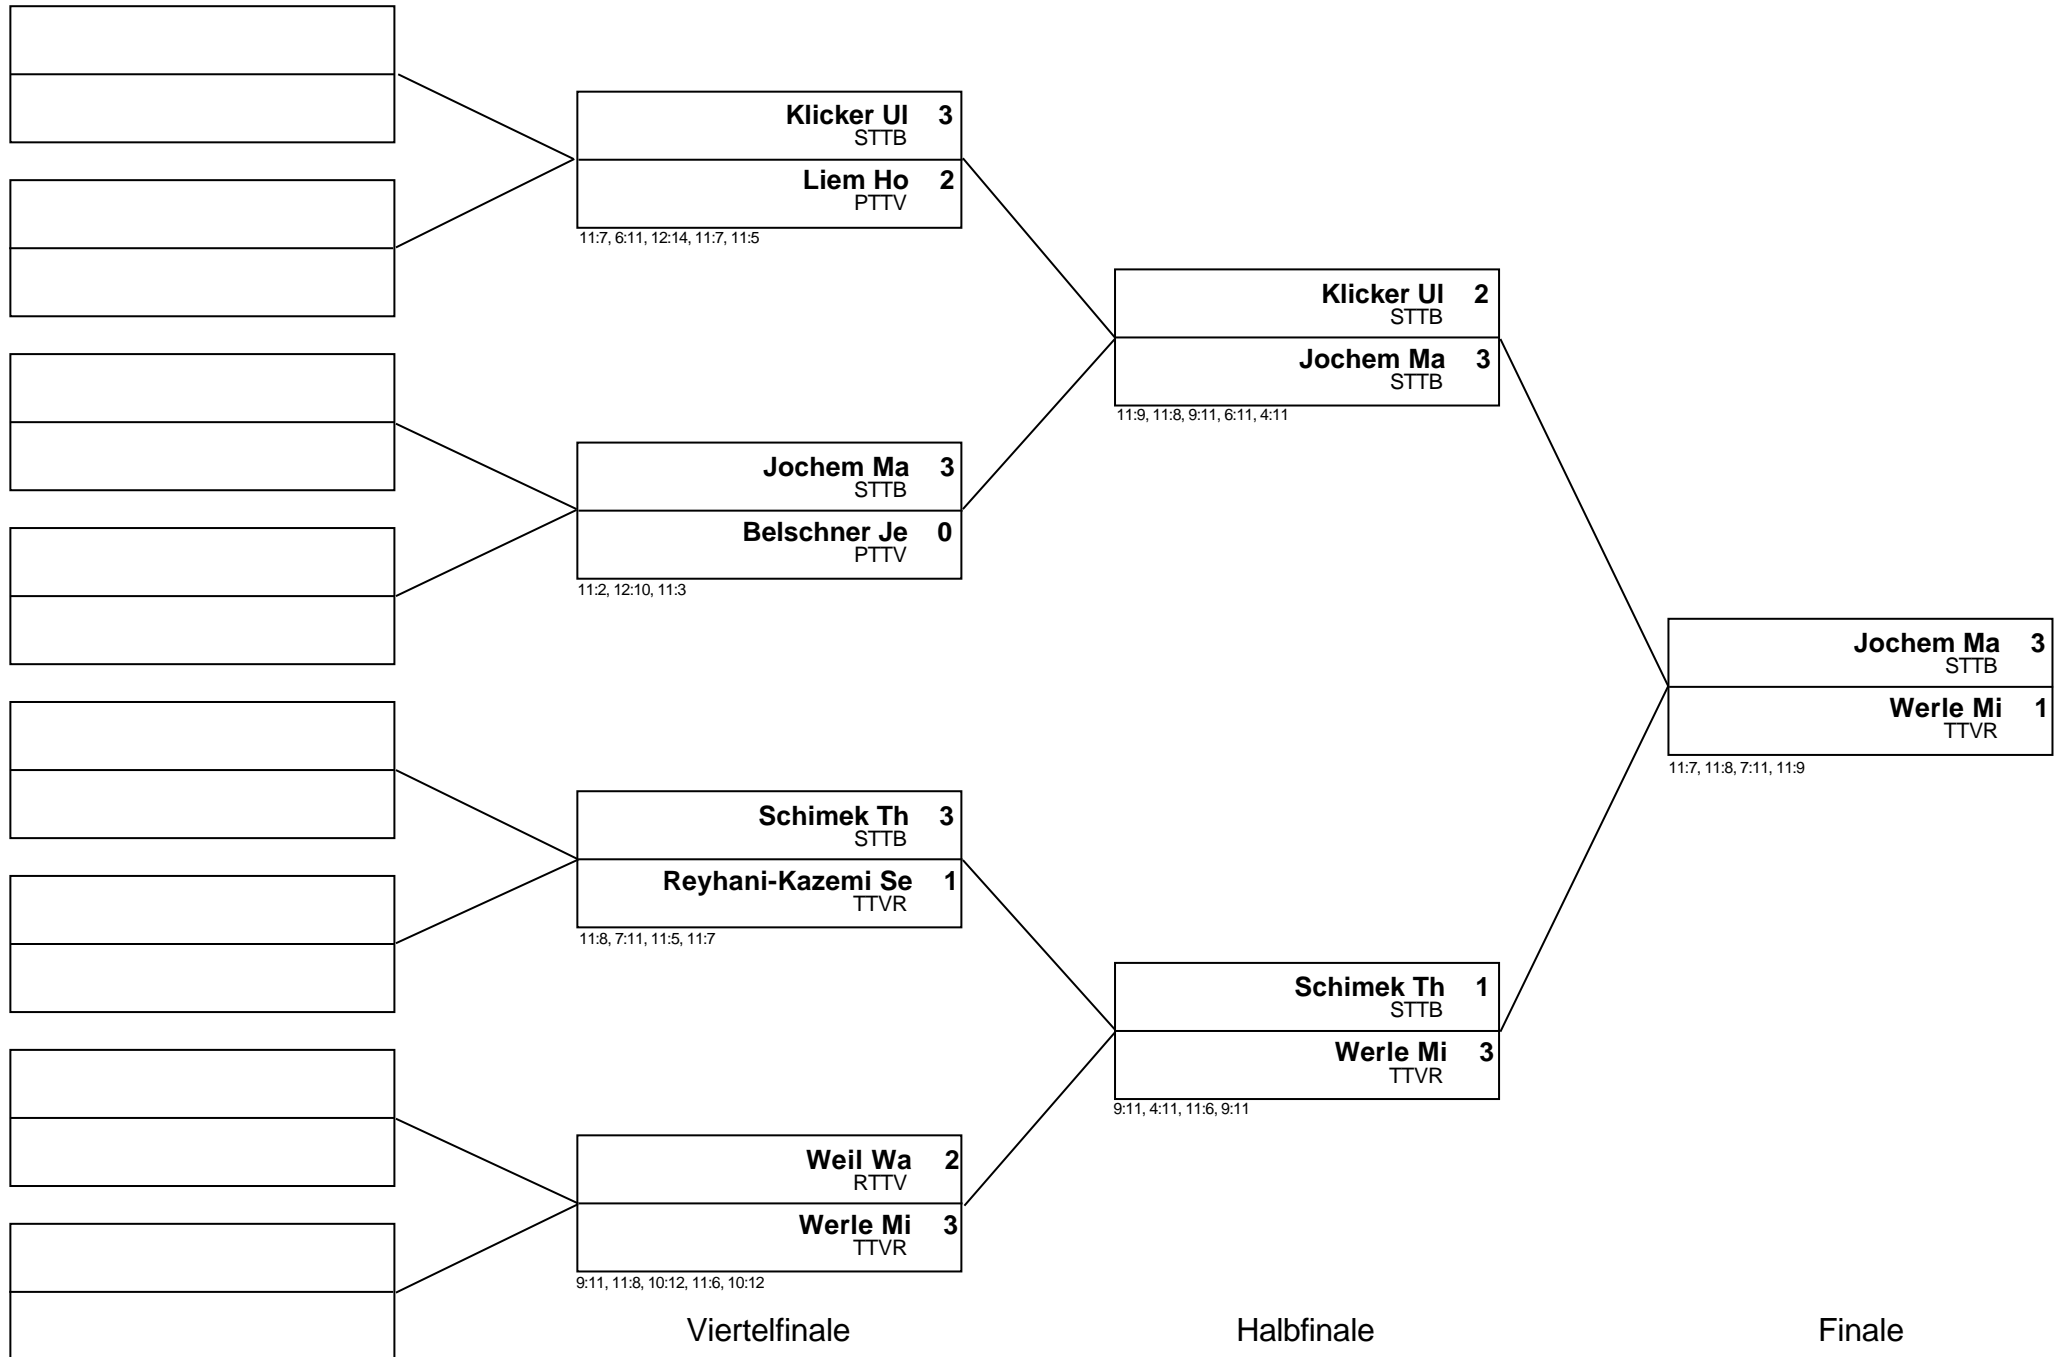 Klicker Ul 3
STTB
Liem Ho 2
PTTV
11:7, 6:11, 12:14, 11:7, 11:5
Jochem Ma 3
STTB
Belschner Je 0
PTTV
11:2, 12:10, 11:3
Schimek Th 3
STTB
Reyhani-Kazemi Se 1
TTVR
11:8, 7:11, 11:5, 11:7
Weil Wa 2
RTTV
Werle Mi 3
TTVR
9:11, 11:8, 10:12, 11:6, 10:12
Viertelfinale
Klicker Ul 2
STTB
Jochem Ma 3
STTB
11:9, 11:8, 9:11, 6:11, 4:11
Schimek Th 1
STTB
Werle Mi 3
TTVR
9:11, 4:11, 11:6, 9:11
Halbfinale
Jochem Ma 3
STTB
Werle Mi 1
TTVR
11:7, 11:8, 7:11, 11:9
Finale